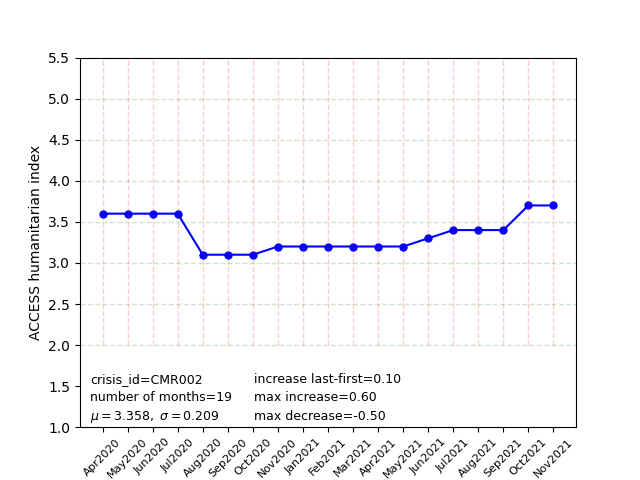 5.5
5.0
4.5
4.0
3.5
3.0
2.5
2.0
1.5
1.0
ACCESS humanitarian index
crisis_id=CMR002
number of months=19
μ=3.358, σ=0.209
increase last-first=0.10
max increase=0.60
max decrease=-0.50
Apr2020
May2020
Jun2020
Jul2020
Aug2020
Sep2020
Oct2020
Nov2020
Jan2021
Feb2021
Mar2021
Apr2021
May2021
Jun2021
Jul2021
Aug2021
Sep2021
Oct2021
Nov2021